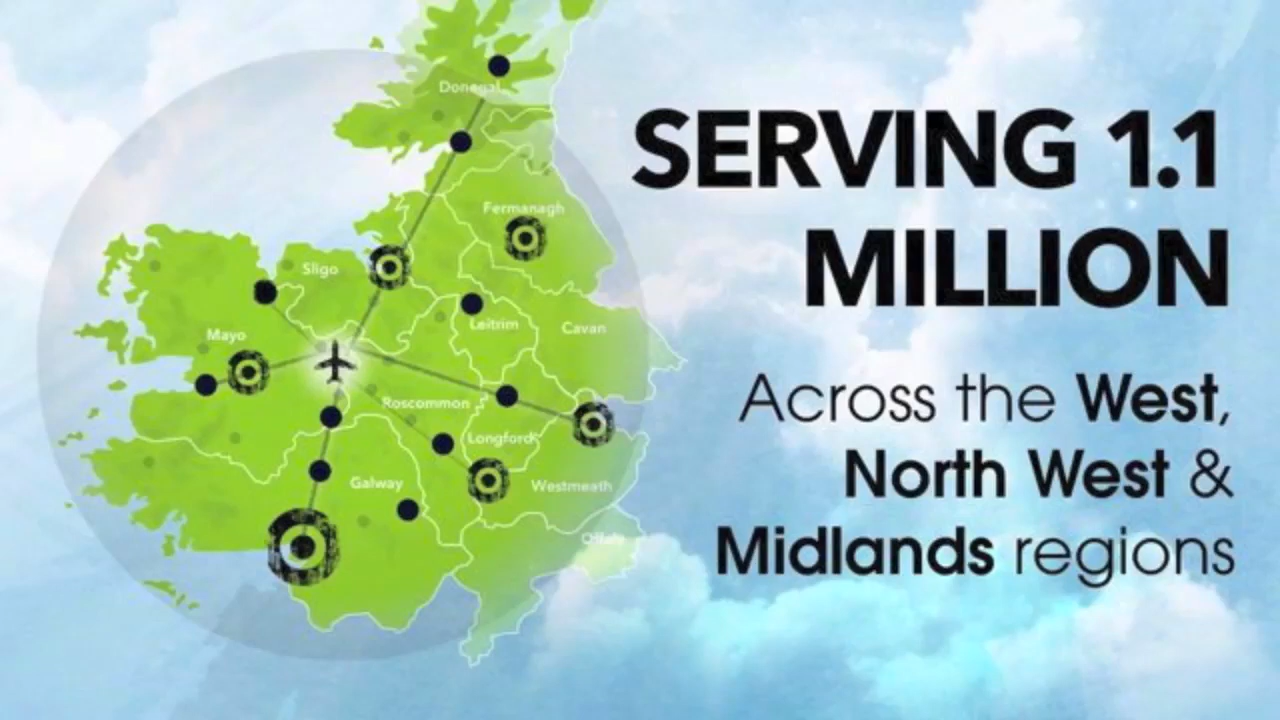 SERVING 1.1
MILLION
Across the West,
North West &
Midlands regions
Donegal
Fermanagh
Sligo
Leitrim
Cavan
Mayo
Roscommon
Longford
Galway
Westmeath
Offaly